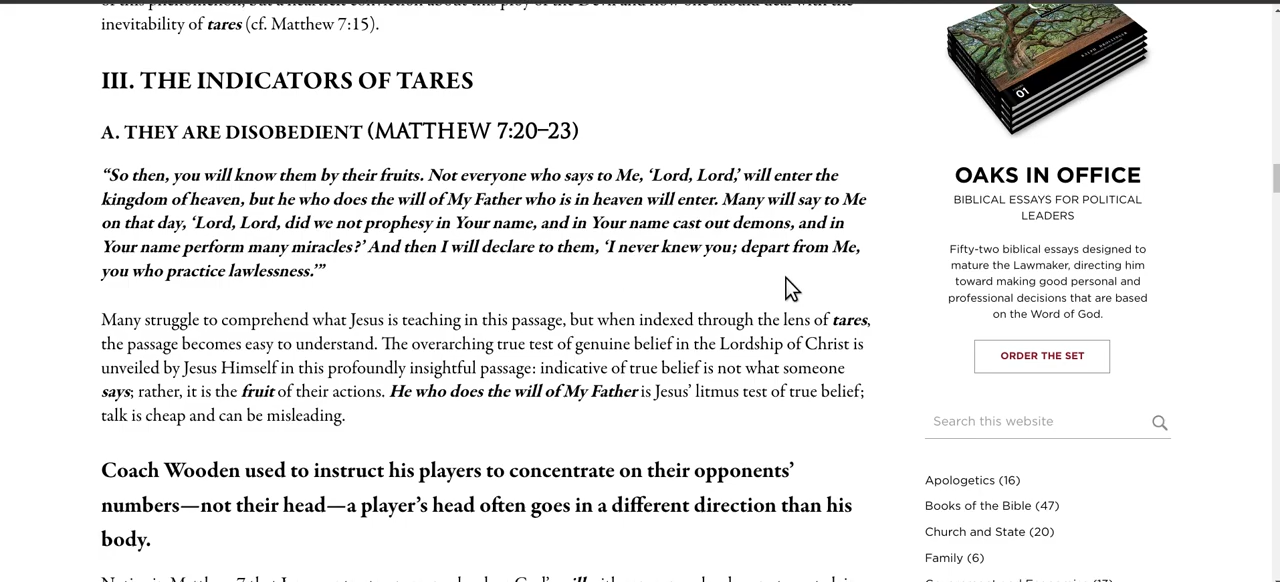 inevitability of tares (cf. Matthew 7:15).
III. THE INDICATORS OF TARES
A. THEY ARE DISOBEDIENT (MATTHEW 7:20–23)
“So then, you will know them by their fruits. Not everyone who says to Me, ‘Lord, Lord,’ will enter the
kingdom of heaven, but he who does the will of My Father who is in heaven will enter. Many will say to Me
on that day, ‘Lord, Lord, did we not prophesy in Your name, and in Your name cast out demons, and in
Your name perform many miracles?’ And then I will declare to them, ‘I never knew you; depart from Me,
you who practice lawlessness.’”
Many struggle to comprehend what Jesus is teaching in this passage, but when indexed through the lens of tares,
the passage becomes easy to understand. The overarching true test of genuine belief in the Lordship of Christ is
unveiled by Jesus Himself in this profoundly insightful passage: indicative of true belief is not what someone
says; rather, it is the fruit of their actions. He who does the will of My Father is Jesus’ litmus test of true belief;
talk is cheap and can be misleading.
Coach Wooden used to instruct his players to concentrate on their opponents’
numbers—not their head—a player’s head often goes in a different direction than his
body.
01
OAKS IN OFFICE
BIBLICAL ESSAYS FOR POLITICAL
LEADERS
Fifty-two biblical essays designed to
mature the Lawmaker, directing him
toward making good personal and
professional decisions that are based
on the Word of God.
ORDER THE SET
Search this website
Apologetics (16)
Books of the Bible (47)
Church and State (20)
Family (6)